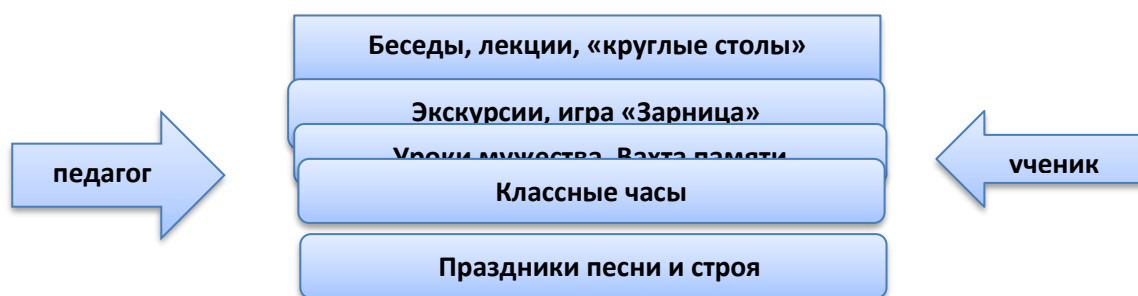 Беседы, лекции, «круглые столы»
Экскурсии, игра «Зарница»
Уроки мужества. Вахта памяти
педагог
Классные часы
ученик
Праздники песни и строя